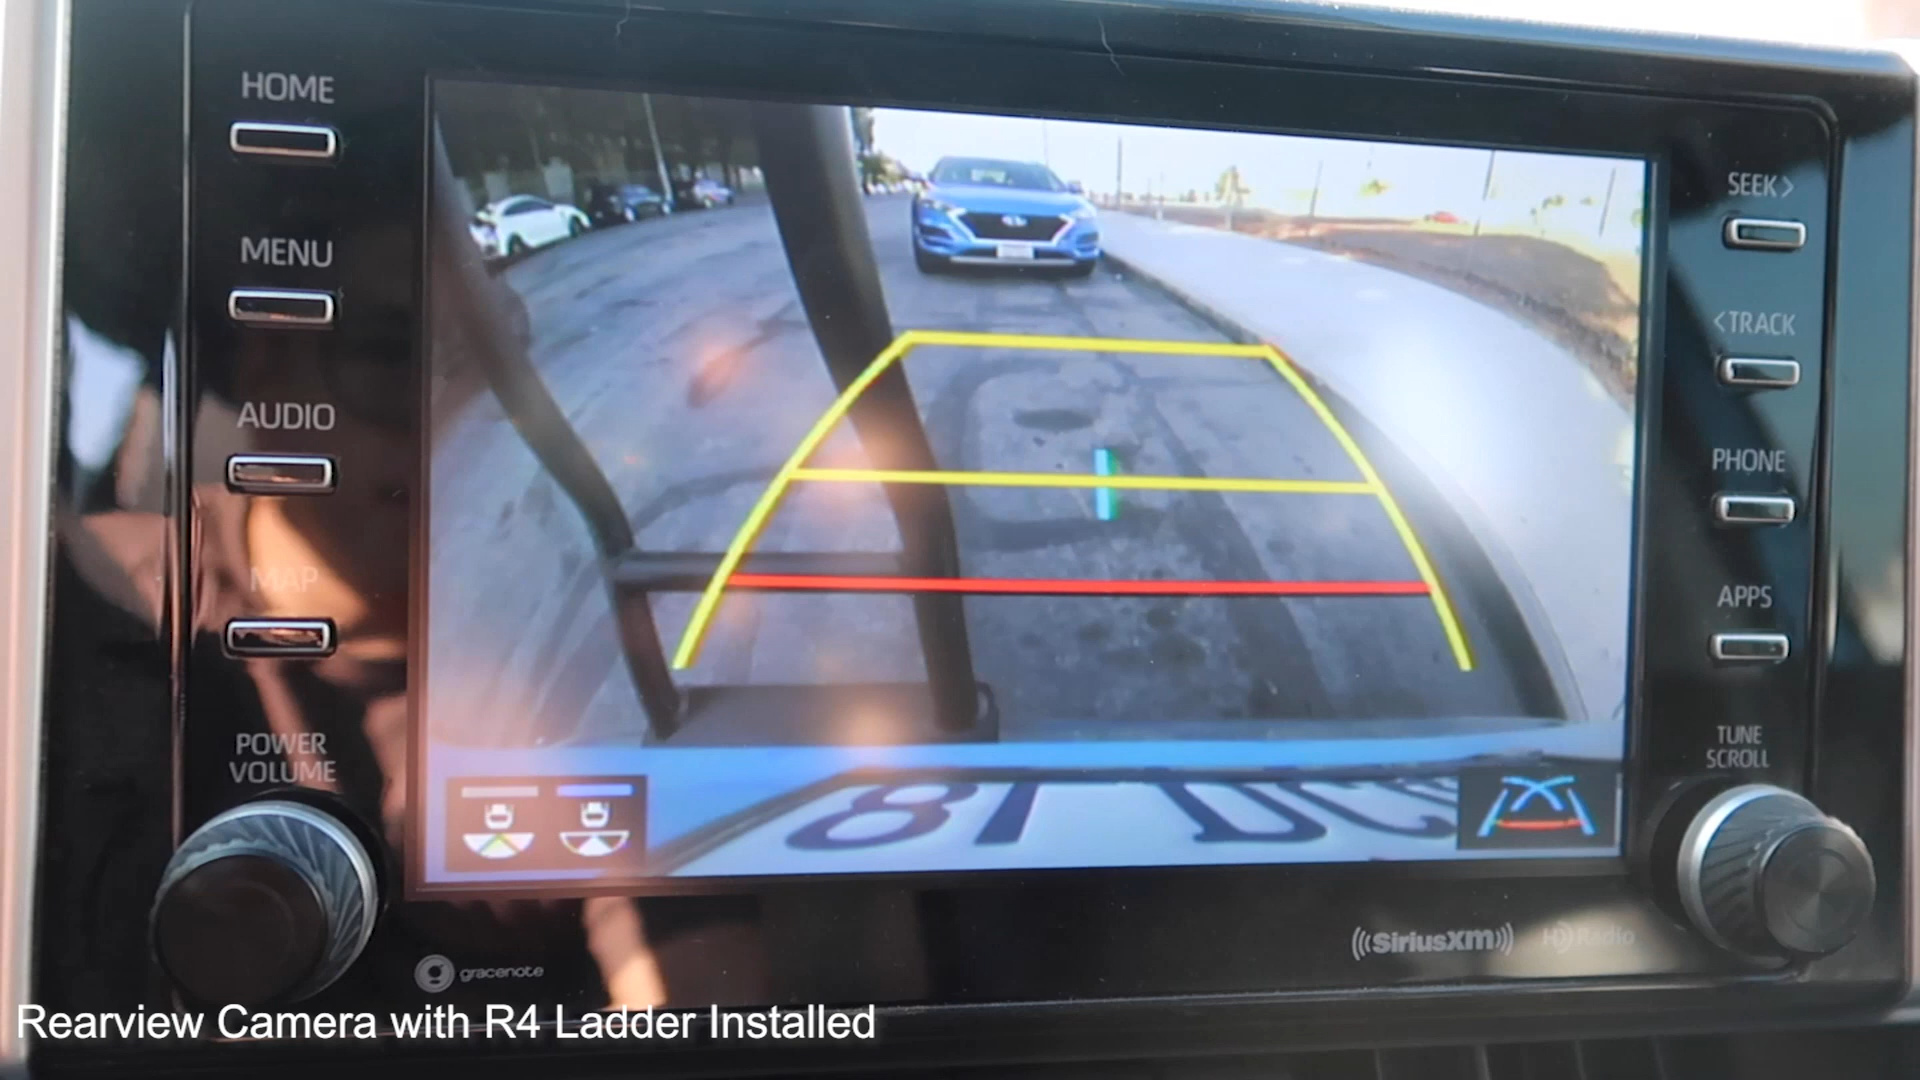 HOME
MENU
AUDIO
MAP
POWER
VOLUME
SEEK>
<TRACK
PHONE
APPS
TUNE
SCROLL
gracenote
((SiriusXM))
HD Radio
Rearview Camera with R4 Ladder Installed